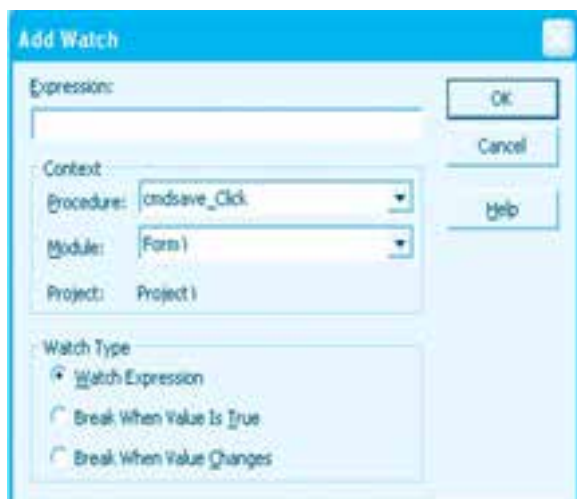 Add Watch
Expression:
OK
Cancel
Help
Context
Procedure: cmdsave_Click
Module: Form1
Project: Project1
Watch Type
Watch Expression
Break When Value Is True
Break When Value Changes